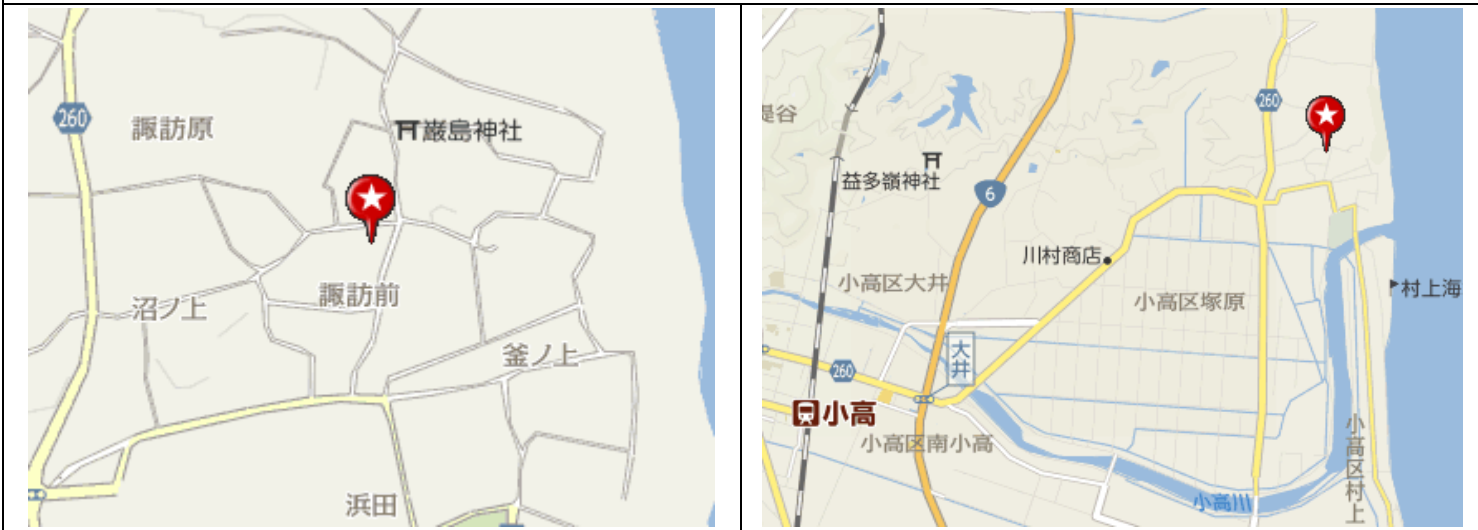 260
諏訪原
巌島神社
沼ノ上
諏訪前
釜ノ上
浜田
260
堤谷
益多嶺神社
6
川村商店
小高区大井
小高区塚原
村上海
大井
260
小高
小高区南小高
小高区村上
小高川